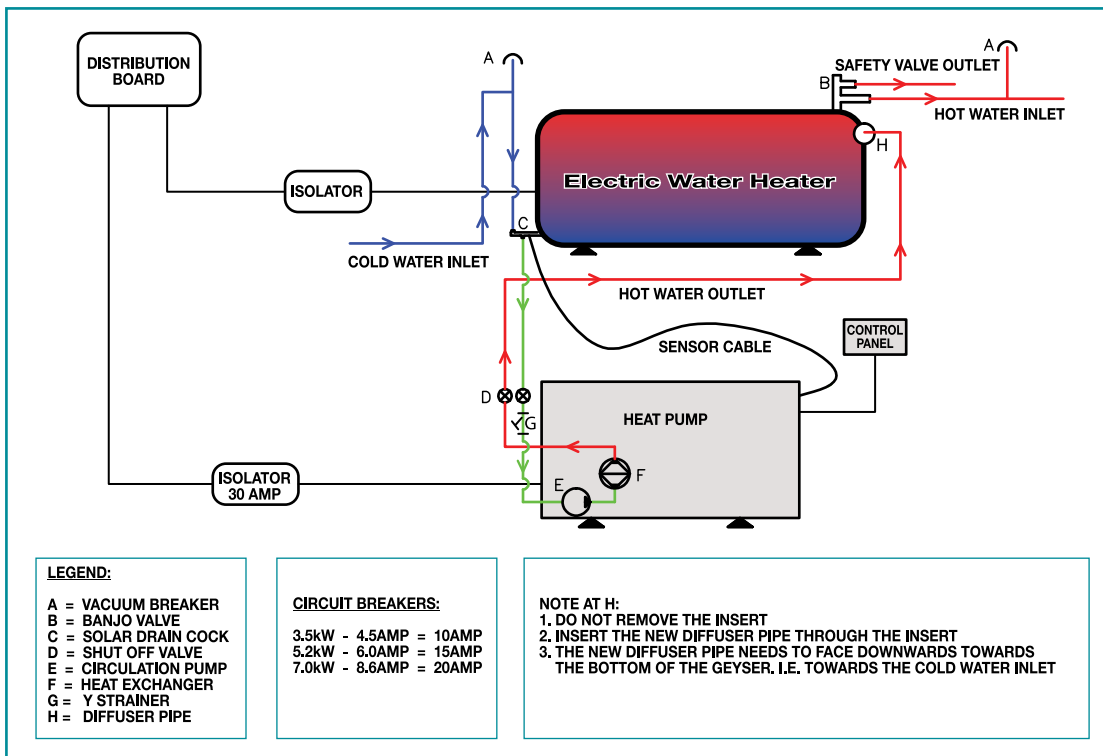 DISTRIBUTION
BOARD
A
A
SAFETY VALVE OUTLET
B
HOT WATER INLET
H
Electric Water Heater
ISOLATOR
C
COLD WATER INLET
HOT WATER OUTLET
SENSOR CABLE
CONTROL
PANEL
D
G
HEAT PUMP
E
F
ISOLATOR
30 AMP
LEGEND:
A = VACUUM BREAKER
B = BANJO VALVE
C = SOLAR DRAIN COCK
D = SHUT OFF VALVE
E = CIRCULATION PUMP
F = HEAT EXCHANGER
G = Y STRAINER
H = DIFFUSER PIPE
CIRCUIT BREAKERS:
3.5kW - 4.5AMP = 10AMP
5.2kW - 6.0AMP = 15AMP
7.0kW - 8.6AMP = 20AMP
NOTE AT H:
1. DO NOT REMOVE THE INSERT
2. INSERT THE NEW DIFFUSER PIPE THROUGH THE INSERT
3. THE NEW DIFFUSER PIPE NEEDS TO FACE DOWNWARDS TOWARDS
THE BOTTOM OF THE GEYSER. I.E. TOWARDS THE COLD WATER INLET